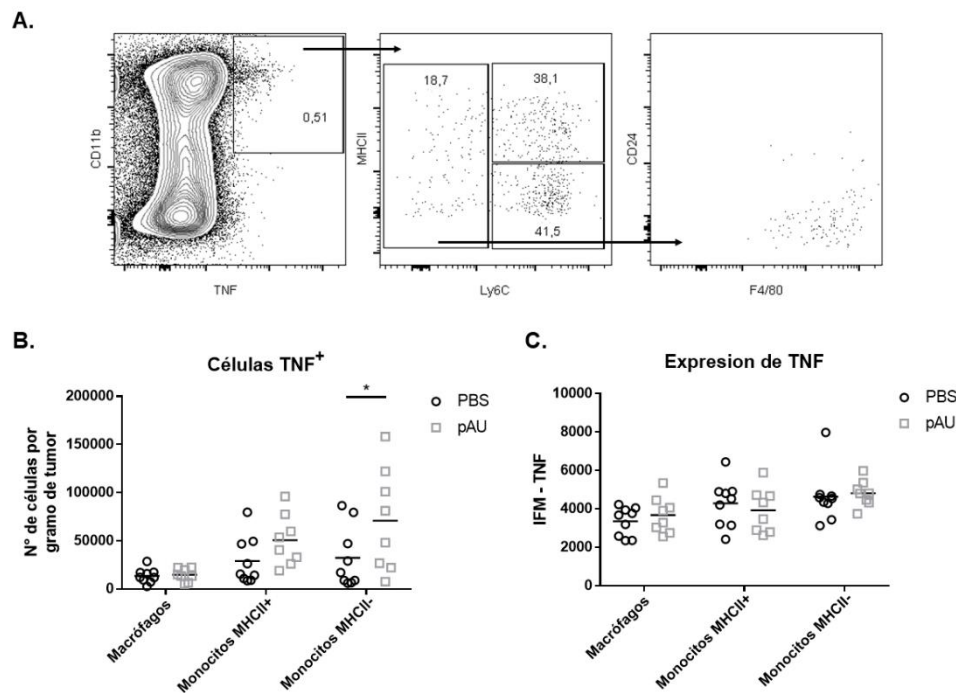 A.
CD11b
0,51
TNF
MHCII
18,7
38,1
41,5
Ly6C
CD24
F4/80
B.
Células TNF+
N° de células por
gramo de tumor
200000
150000
100000
50000
0
*
PBS
pAU
Macrófagos
Monocitos MHCII+
Monocitos MHCII-
C.
Expresion de TNF
IFM - TNF
10000
8000
6000
4000
2000
0
PBS
pAU
Macrófagos
Monocitos MHCII+
Monocitos MHCII-